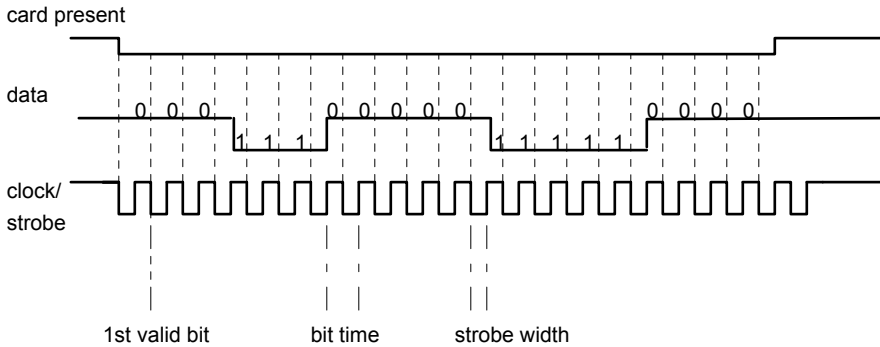 card present
data
0 0 0
1 1 1
0 0 0 0 0
1 1 1 1 1
0 0 0 0
clock/
strobe
1st valid bit
bit time
strobe width